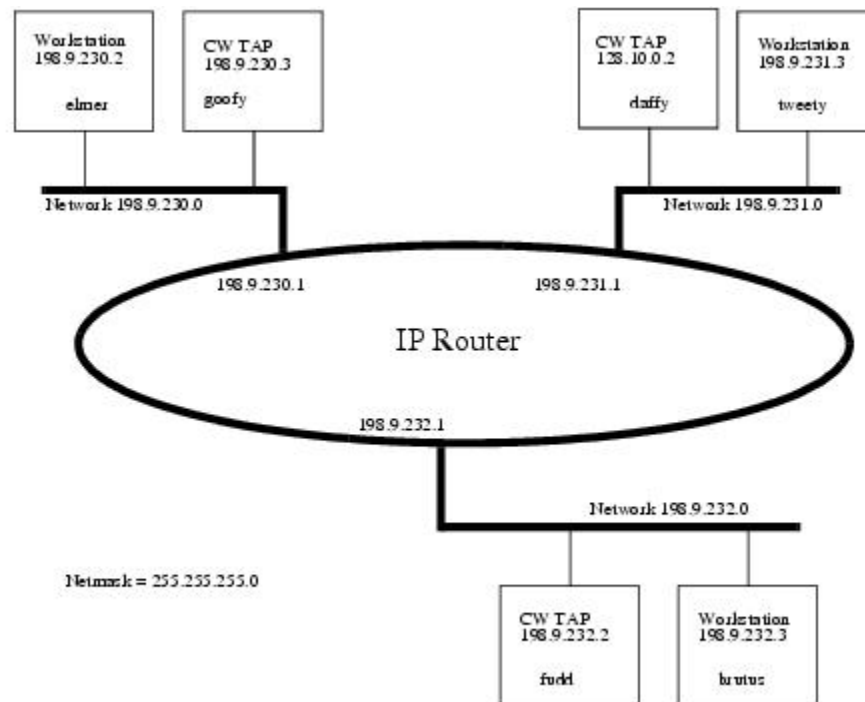 Workstation
198.9.230.2
elmer
CW TAP
198.9.230.3
goofy
CW TAP
128.10.0.2
daffy
Workstation
198.9.231.3
tweety
Network 198.9.230.0
Network 198.9.231.0
198.9.230.1
198.9.231.1
IP Router
198.9.232.1
Network 198.9.232.0
Netmask = 255.255.255.0
CW TAP
198.9.232.2
fudd
Workstation
198.9.232.3
brutus